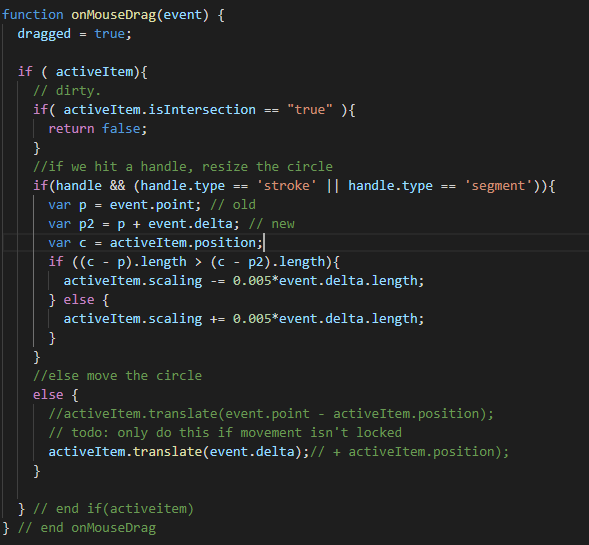 function onMouseDrag(event) {
  dragged = true;

  if ( activeItem){
    // dirty.
    if( activeItem.isIntersection == "true" ){
      return false;
    }
    //if we hit a handle, resize the circle
    if(handle && (handle.type == 'stroke' || handle.type == 'segment')){
      var p = event.point; // old
      var p2 = p + event.delta; // new
      var c = activeItem.position;
      if ((c - p).length > (c - p2).length){
        activeItem.scaling -= 0.005*event.delta.length;
      } else {
        activeItem.scaling += 0.005*event.delta.length;
      }
    }
    //else move the circle
    else {
      //activeItem.translate(event.point - activeItem.position);
      // todo: only do this if movement isn't locked
      activeItem.translate(event.delta);// + activeItem.position);
    }

  } // end if(activeitem)
} // end onMouseDrag